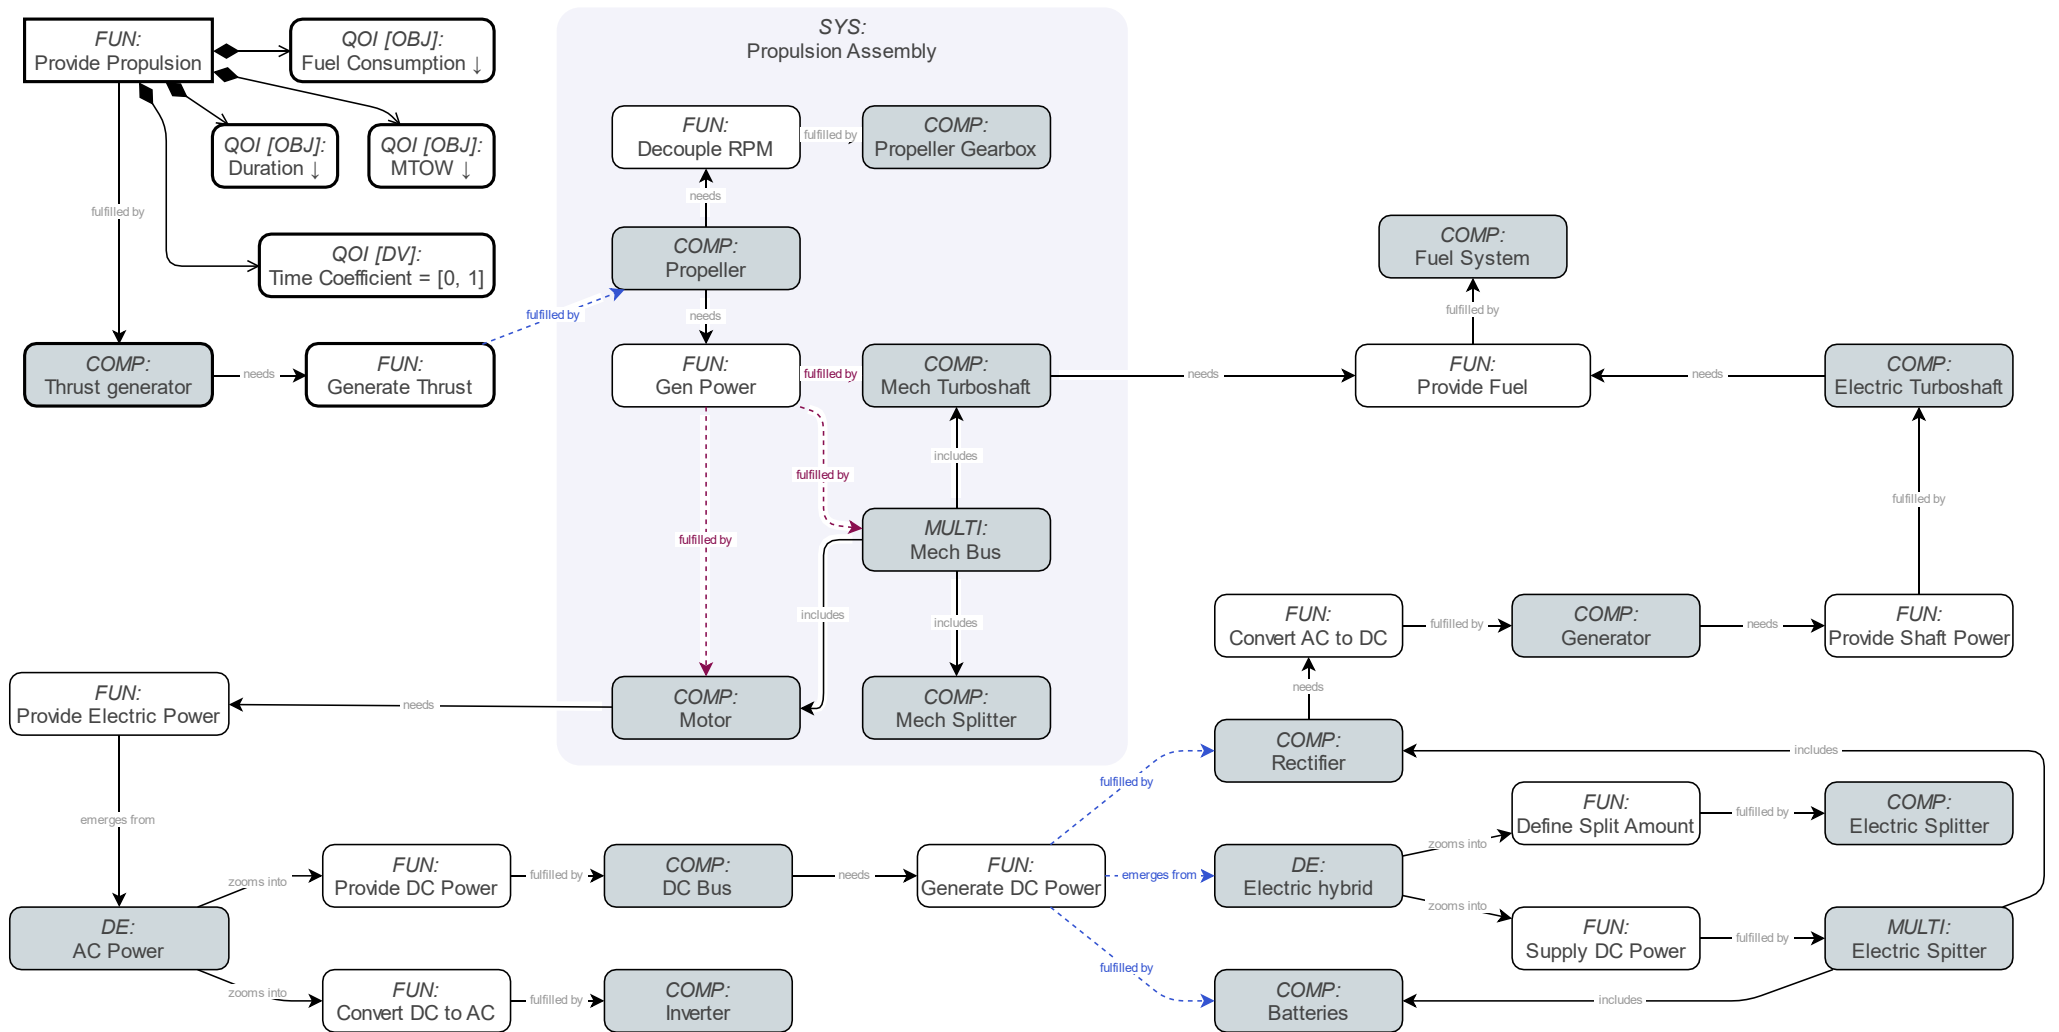 FUN:
Provide Propulsion
QOI [OBJ]:
Fuel Consumption ↓
QOI [OBJ]:
Duration ↓
QOI [OBJ]:
MTOW ↓
fulfilled by
QOI [DV]:
Time Coefficient = [0, 1]
COMP:
Thrust generator
needs
FUN:
Generate Thrust
fulfilled by
SYS:
Propulsion Assembly
FUN:
Decouple RPM
fulfilled by
COMP:
Propeller Gearbox
needs
COMP:
Propeller
needs
FUN:
Gen Power
fulfilled by
COMP:
Mech Turboshaft
includes
fulfilled by
fulfilled by
MULTI:
Mech Bus
includes
includes
COMP:
Motor
COMP:
Mech Splitter
needs
COMP:
Fuel System
fulfilled by
FUN:
Provide Fuel
needs
COMP:
Electric Turboshaft
fulfilled by
FUN:
Convert AC to DC
fulfilled by
COMP:
Generator
needs
FUN:
Provide Shaft Power
needs
COMP:
Rectifier
includes
needs
FUN:
Provide Electric Power
emerges from
DE:
AC Power
zooms into
FUN:
Provide DC Power
fulfilled by
COMP:
DC Bus
needs
FUN:
Generate DC Power
zooms into
FUN:
Convert DC to AC
fulfilled by
COMP:
Inverter
fulfilled by
emerges from
fulfilled by
DE:
Electric hybrid
zooms into
FUN:
Define Split Amount
fulfilled by
COMP:
Electric Splitter
zooms into
FUN:
Supply DC Power
fulfilled by
MULTI:
Electric Spitter
COMP:
Batteries
includes